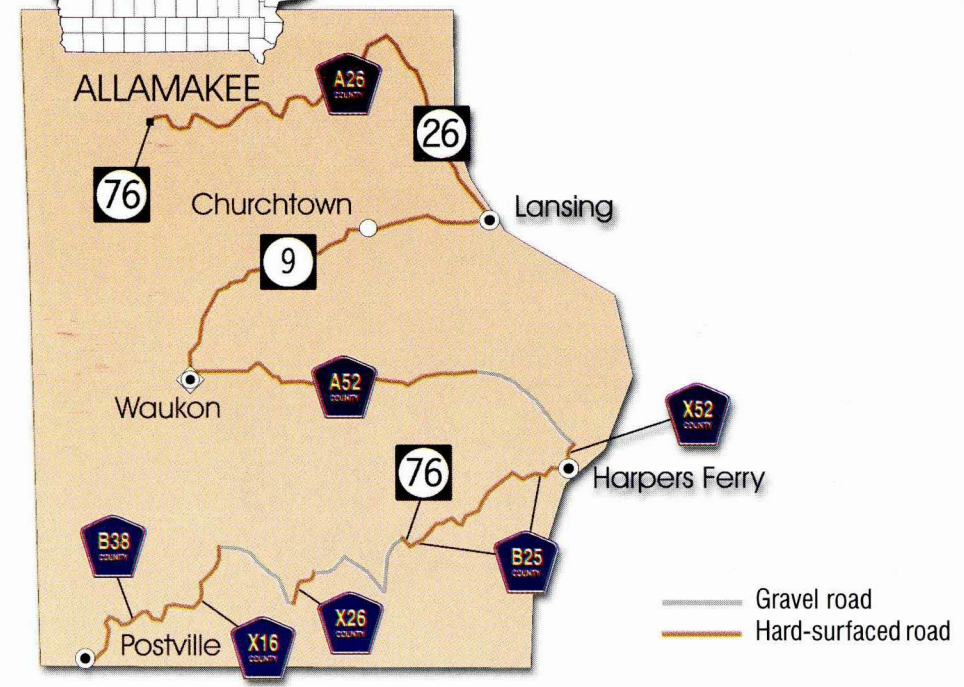 A26
COUNTY
ALLAMAKEE
26
76
Churchtown
Lansing
9
A52
COUNTY
Waukon
X52
COUNTY
76
Harpers Ferry
B38
COUNTY
B25
COUNTY
Gravel road
X26
COUNTY
Hard-surfaced road
Postville
X16
COUNTY